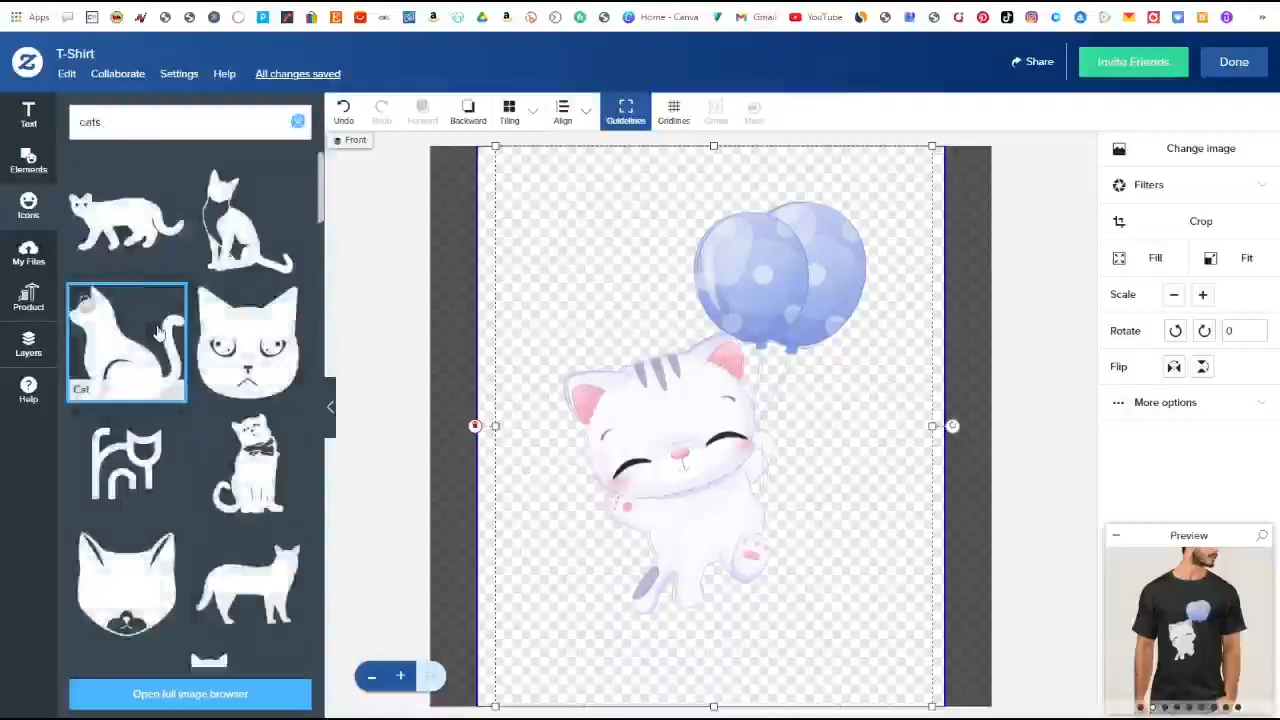 Apps
Home - Canva
Gmail
YouTube
T-Shirt
Edit
Collaborate
Settings
Help
All changes saved
Share
Invite Friends
Done
Text
Elements
Icons
My Files
Product
Layers
Help
cats
Cat
Open full image browser
Undo
Redo
Forward
Backward
Tiling
Align
Guidelines
Gridlines
Mask
Front
Change image
Filters
Crop
Fill
Fit
Scale
Rotate
0
Flip
More options
Preview